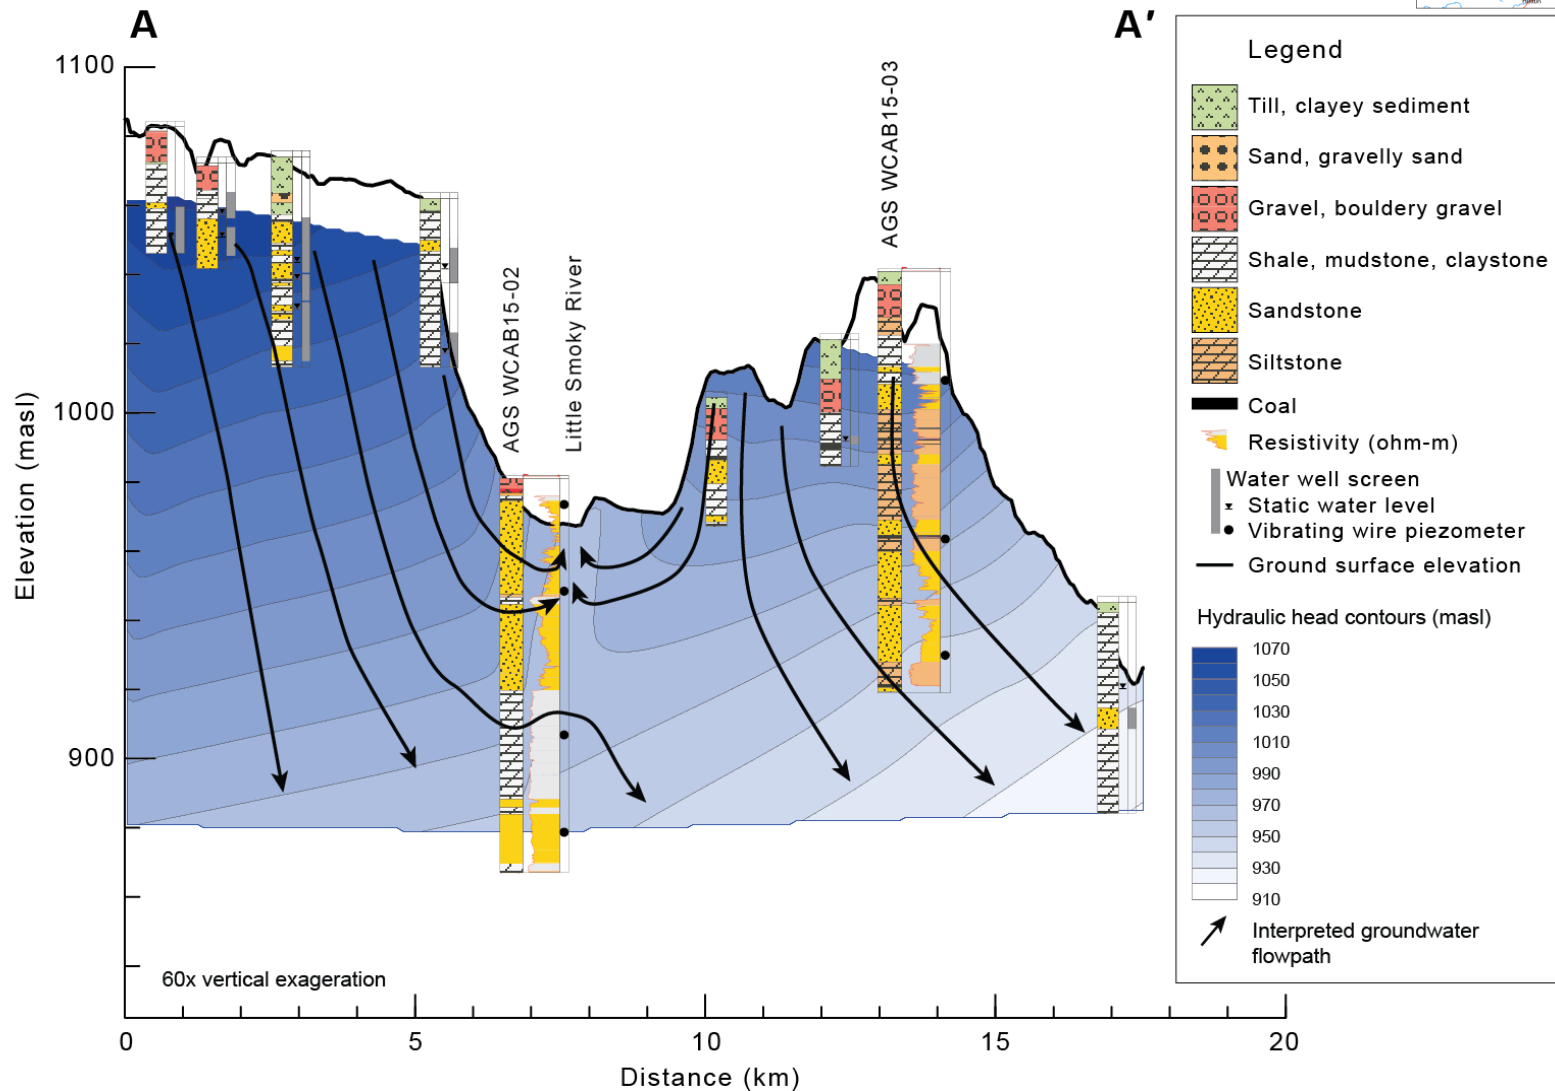 A
A′
1100
1000
900
Elevation (masl)
AGS WCAB15-02
Little Smoky River
AGS WCAB15-03
60x vertical exageration
0
5
10
15
20
Distance (km)
Legend
Till, clayey sediment
Sand, gravelly sand
Gravel, bouldery gravel
Shale, mudstone, claystone
Sandstone
Siltstone
Coal
Resistivity (ohm-m)
Water well screen
Static water level
Vibrating wire piezometer
Ground surface elevation
Hydraulic head contours (masl)
1070
1050
1030
1010
990
970
950
930
910
Interpreted groundwater
flowpath